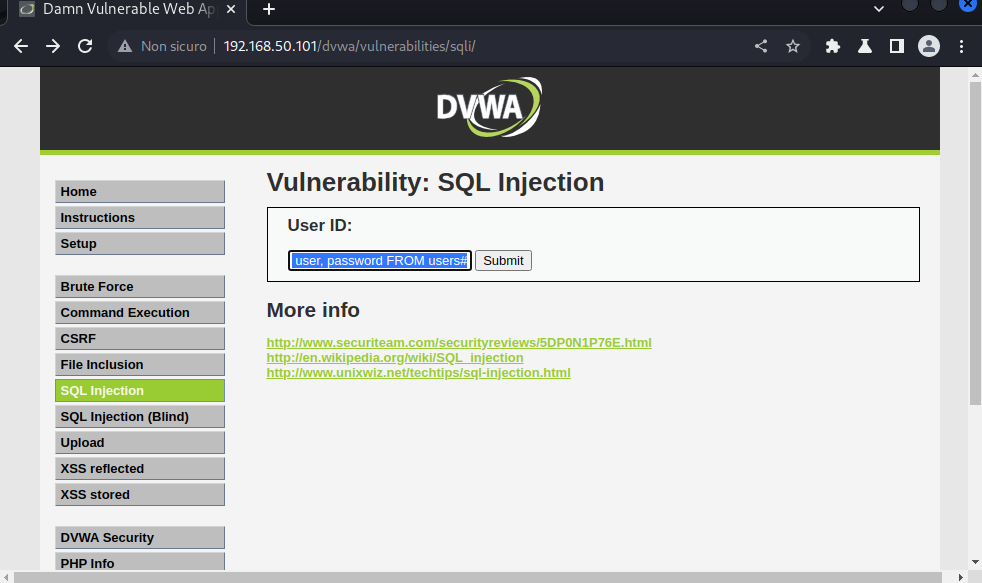 Damn Vulnerable Web Ap
Non sicuro 192.168.50.101/dvwa/vulnerabilities/sqli/
DVWA
Home
Instructions
Setup
Brute Force
Command Execution
CSRF
File Inclusion
SQL Injection
SQL Injection (Blind)
Upload
XSS reflected
XSS stored
DVWA Security
PHP Info
Vulnerability: SQL Injection
User ID:
user, password FROM users# Submit
More info
http://www.securiteam.com/securityreviews/5DP0N1P76E.html
http://en.wikipedia.org/wiki/SQL_injection
http://www.unixwiz.net/techtips/sql-injection.html